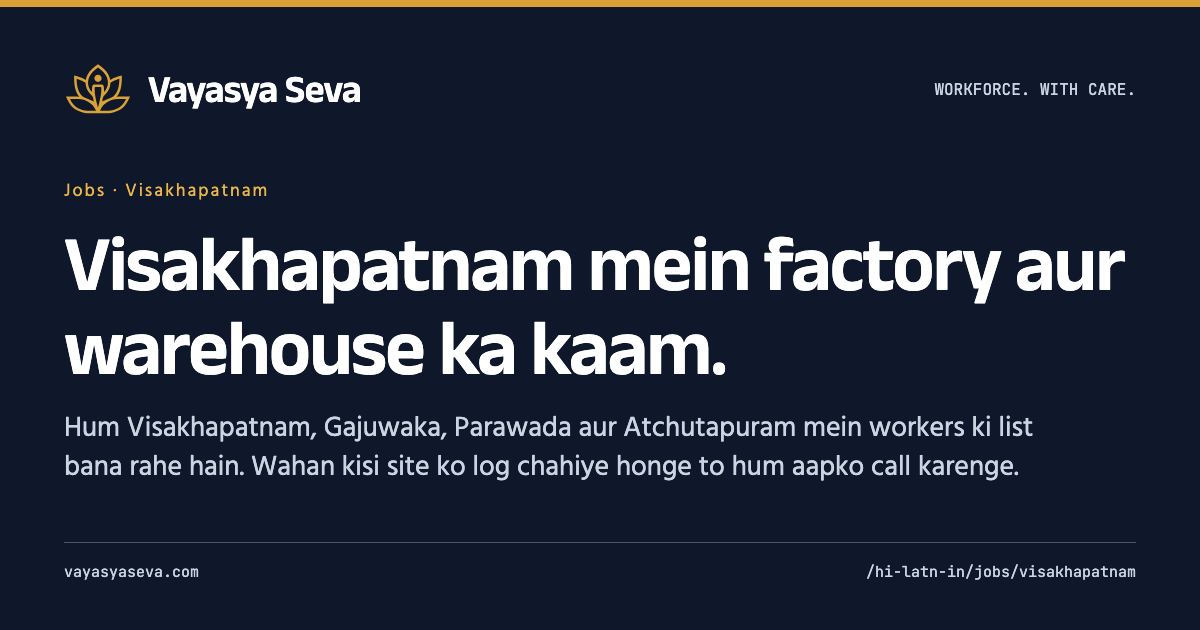 Vayasya Seva
WORKFORCE. WITH CARE.
Jobs · Visakhapatnam
Visakhapatnam mein factory aur
warehouse ka kaam.
Hum Visakhapatnam, Gajuwaka, Parawada aur Atchutapuram mein workers ki list
bana rahe hain. Wahan kisi site ko log chahiye honge to hum aapko call karenge.
vayasyaseva.com
/hi-latn-in/jobs/visakhapatnam